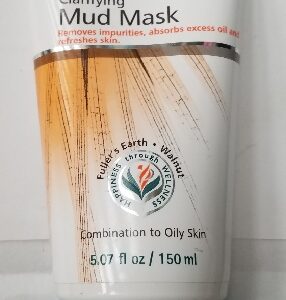 Clarifying
Mud Mask
Removes impurities, absorbs excess oil and
refreshes skin.
Fuller's Earth • Walnut
HAPPINESS through WELLNESS
Combination to Oily Skin
5.07 fl oz / 150 ml